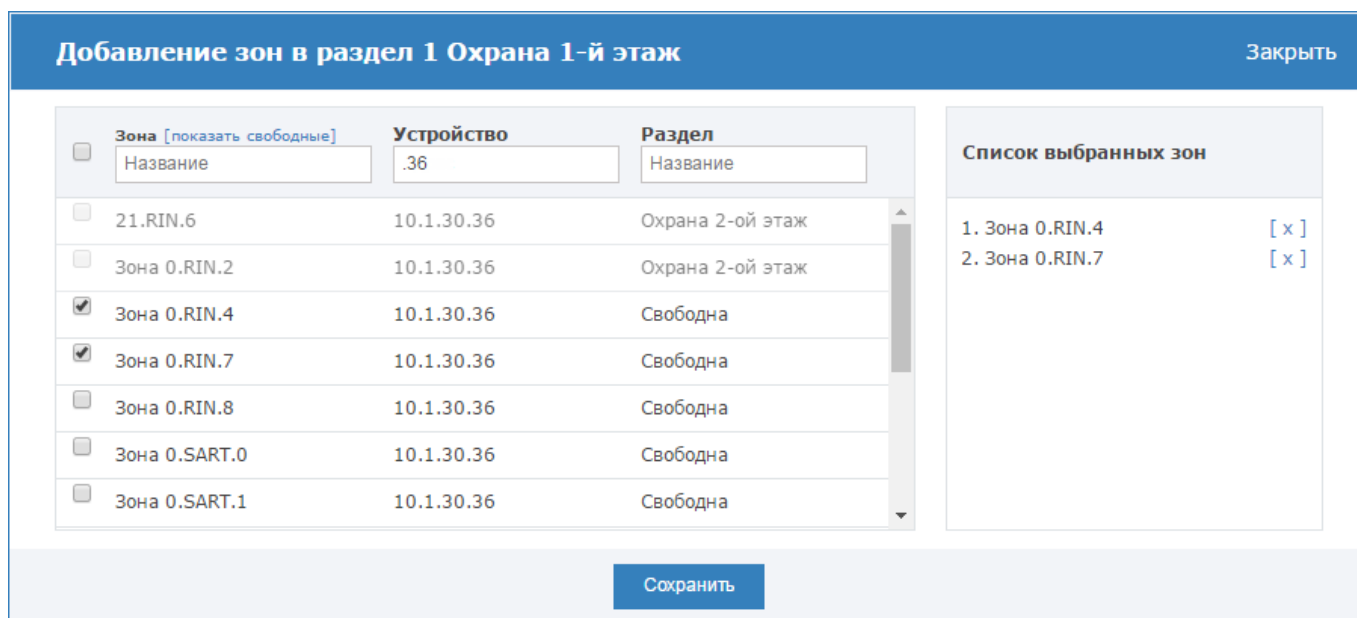 Добавление зон в раздел 1 Охрана 1-й этаж Закрыть
Зона [показать свободные] Устройство Раздел
Название .36 Название
21.RIN.6 10.1.30.36 Охрана 2-ой этаж
Зона 0.RIN.2 10.1.30.36 Охрана 2-ой этаж
Зона 0.RIN.4 10.1.30.36 Свободна
Зона 0.RIN.7 10.1.30.36 Свободна
Зона 0.RIN.8 10.1.30.36 Свободна
Зона 0.SART.0 10.1.30.36 Свободна
Зона 0.SART.1 10.1.30.36 Свободна
Список выбранных зон
1. Зона 0.RIN.4 [ x ]
2. Зона 0.RIN.7 [ x ]
Сохранить